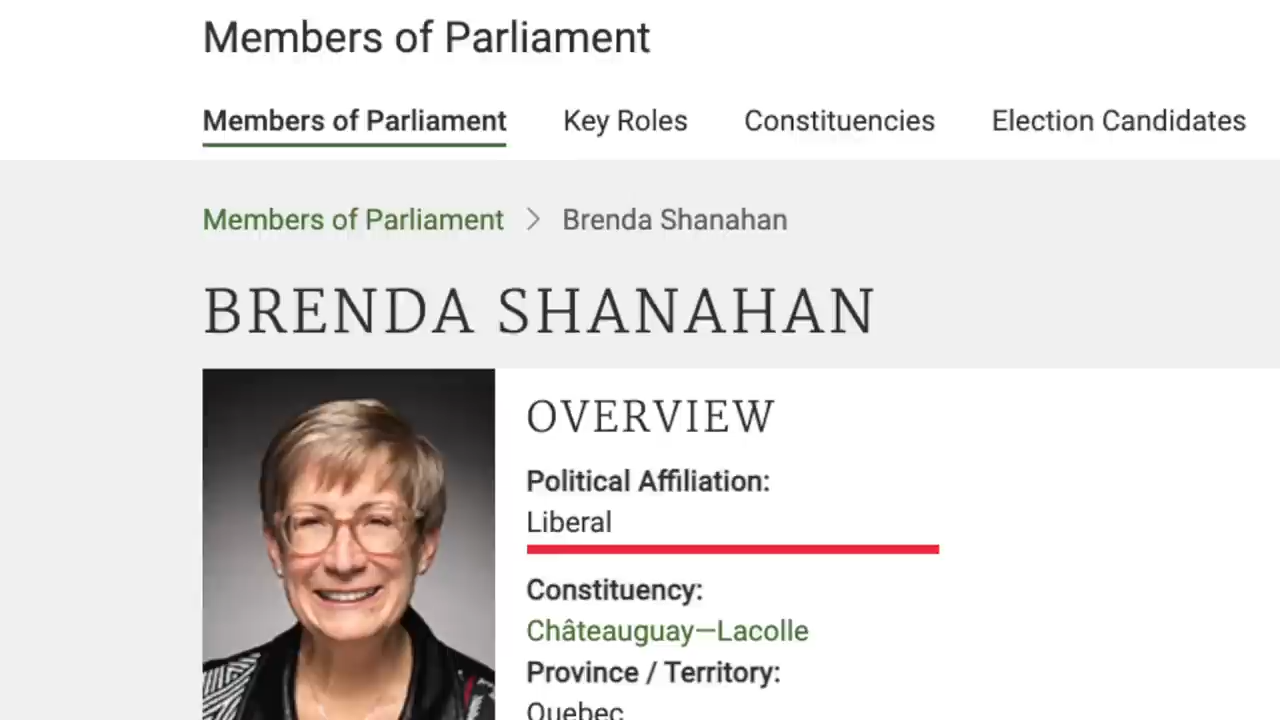 Members of Parliament
Members of Parliament Key Roles Constituencies Election Candidates
Members of Parliament > Brenda Shanahan
BRENDA SHANAHAN
OVERVIEW
Political Affiliation:
Liberal
Constituency:
Châteauguay—Lacolle
Province / Territory:
Quebec